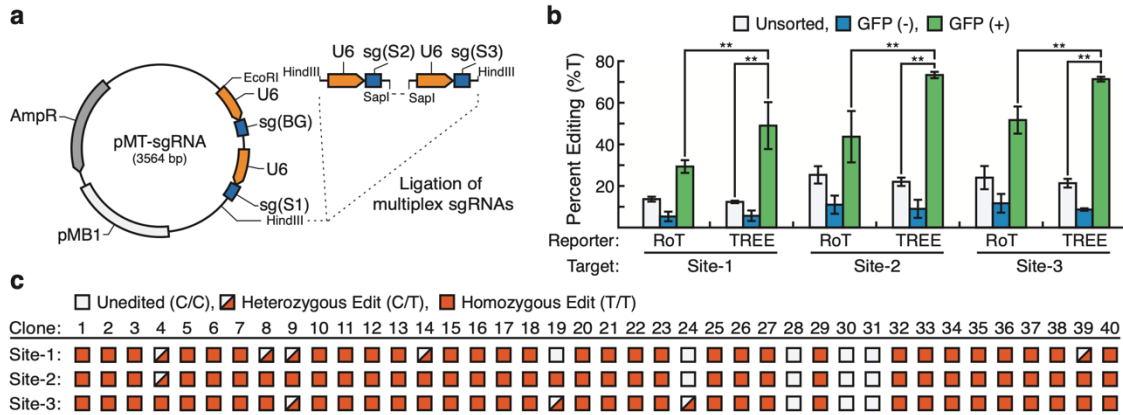 a
U6 sg(S2) U6 sg(S3)
HindIII HindIII
SapI SapI
EcoRI
U6
sg(BG)
AmpR
pMT-sgRNA
(3564 bp)
U6
sg(S1)
HindIII
pMB1
Ligation of
multiplex sgRNAs
b
Unsorted, GFP (-), GFP (+)
Percent Editing (%T)
80
60
40
20
** ** **
** ** **
Reporter: RoT TREE RoT TREE RoT TREE
Target: Site-1 Site-2 Site-3
c
Unedited (C/C), Heterozygous Edit (C/T), Homozygous Edit (T/T)
Clone: 1 2 3 4 5 6 7 8 9 10 11 12 13 14 15 16 17 18 19 20 21 22 23 24 25 26 27 28 29 30 31 32 33 34 35 36 37 38 39 40
Site-1:
Site-2:
Site-3: